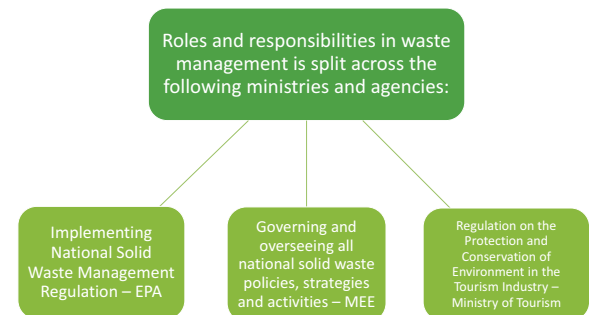 Roles and responsibilities in waste
management is split across the
following ministries and agencies:
Implementing
National Solid
Waste Management
Regulation – EPA
Governing and
overseeing all
national solid waste
policies, strategies
and activities – MEE
Regulation on the
Protection and
Conservation of
Environment in the
Tourism Industry –
Ministry of Tourism